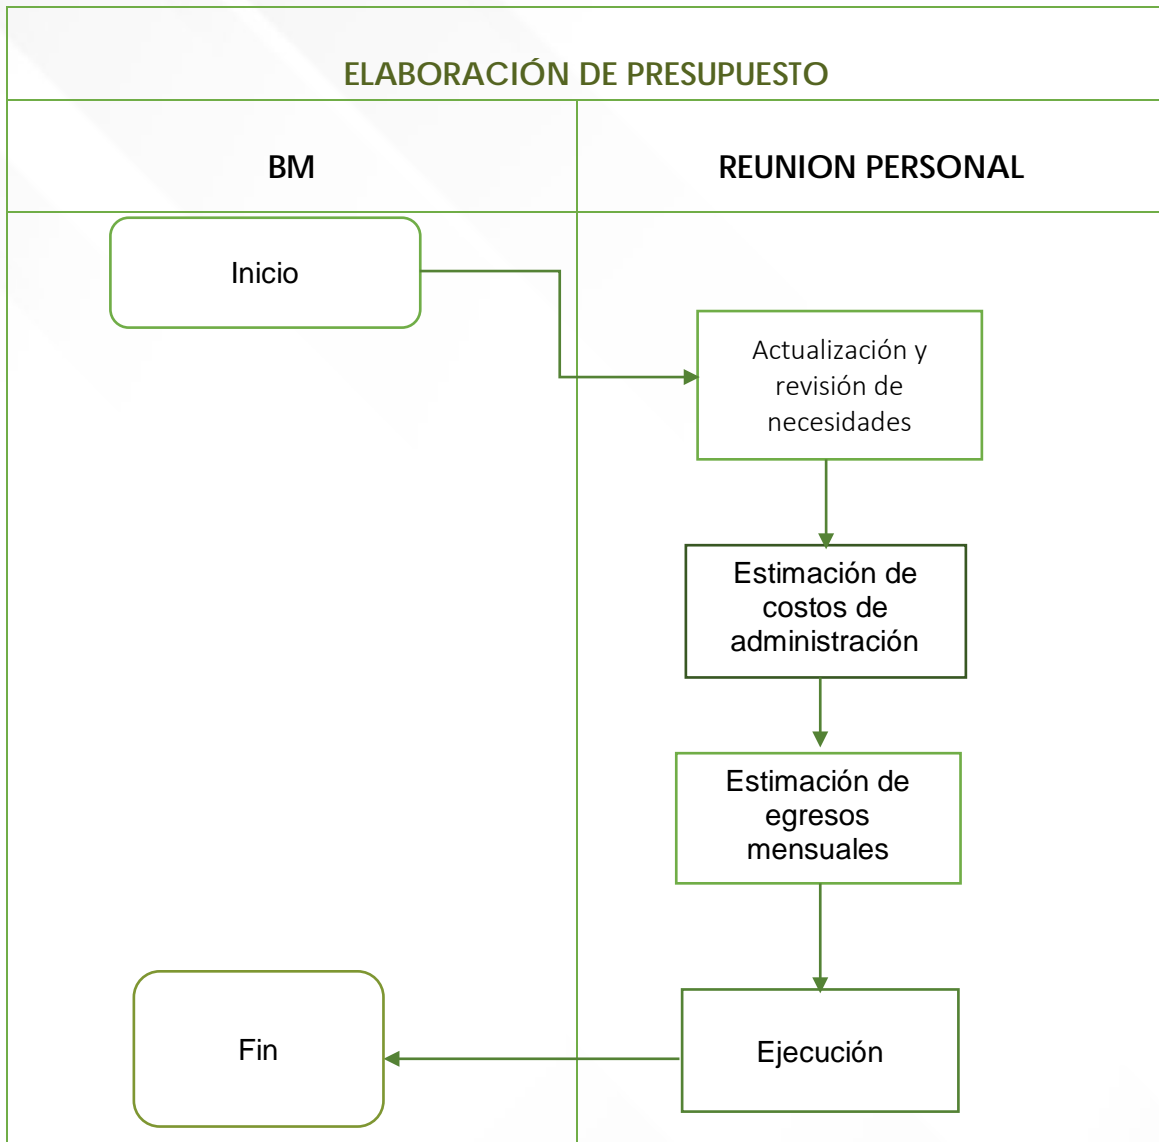 ELABORACIÓN DE PRESUPUESTO
BM
REUNION PERSONAL
Inicio
Actualización y
revisión de
necesidades
Estimación de
costos de
administración
Estimación de
egresos
mensuales
Fin
Ejecución